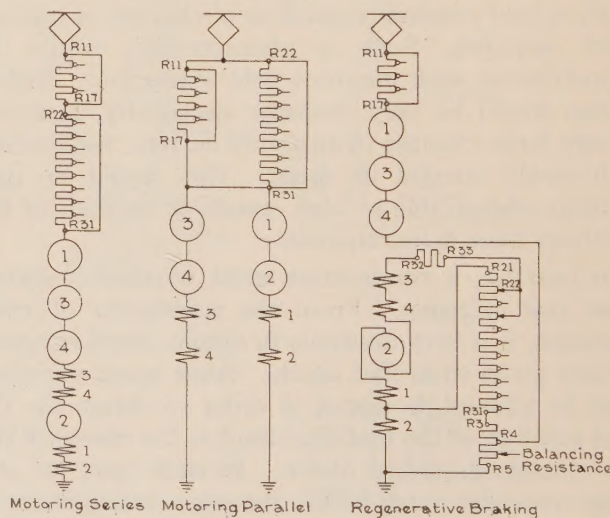 R11
R17
R22
R31
1
3
4
3
4
2
1
2
Motoring Series
R11
R22
R17
R31
3
1
4
2
3
1
4
2
Motoring Parallel
R11
R17
1
3
4
R32 R33
3
R21
R22
4
2
1
R31
R3
2
R4
Balancing
Resistance
R5
Regenerative Braking